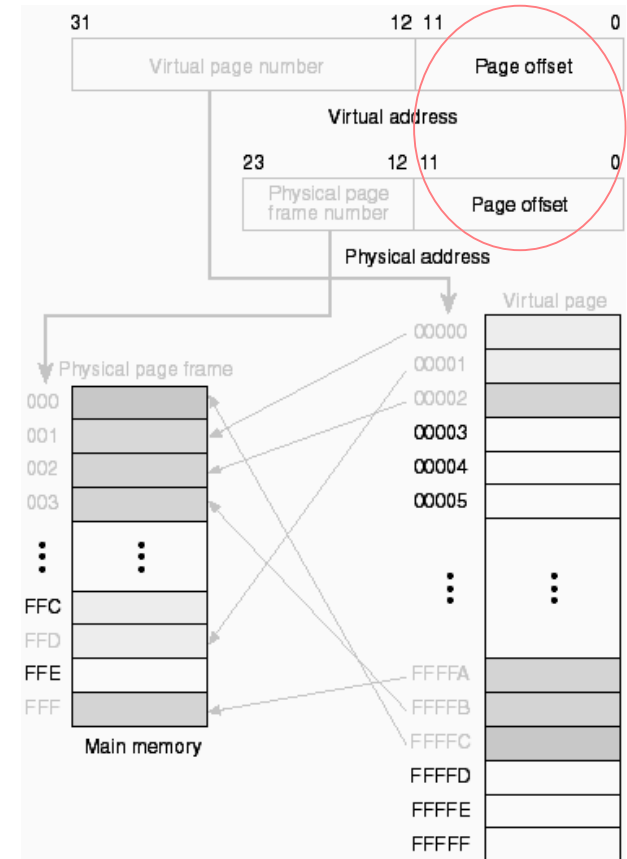 31 12 11 0
Virtual page number Page offset
Virtual address
23 12 11 0
Physical page
frame number
Page offset
Physical address
Virtual page
00000
00001
00002
00003
00004
00005
FFFFA
FFFFB
FFFFC
FFFFD
FFFFE
FFFFF
Physical page frame
000
001
002
003
FFC
FFD
FFE
FFF
Main memory